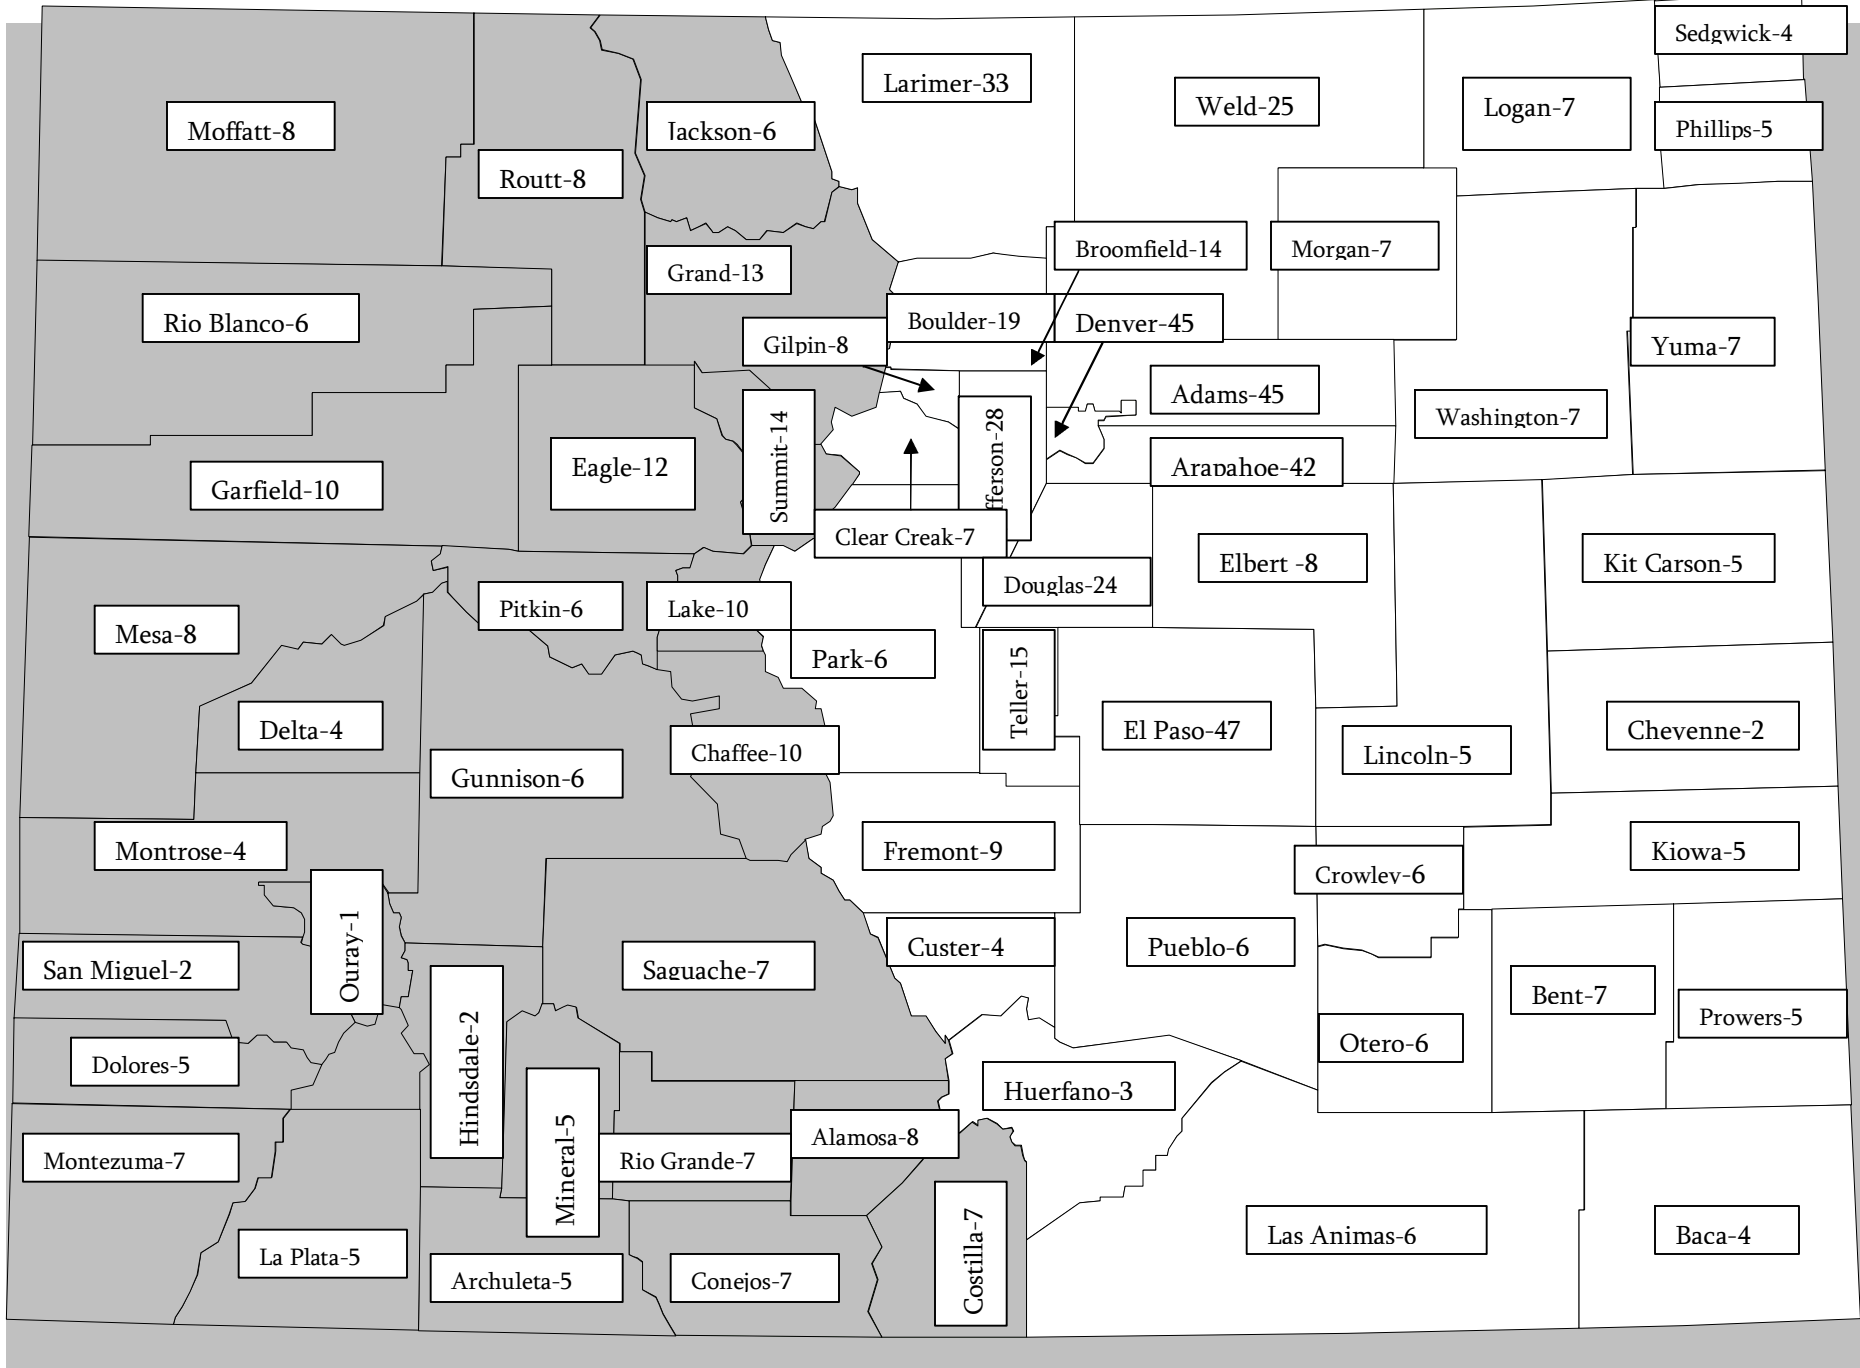 Sedgwick-4
Larimer-33
Weld-25
Logan-7
Moffatt-8
Jackson-6
Phillips-5
Routt-8
Broomfield-14
Morgan-7
Grand-13
Rio Blanco-6
Boulder-19
Denver-45
Gilpin-8
Yuma-7
Adams-45
Washington-7
Summit-14
fferson-28
Eagle-12
Arapahoe-42
Garfield-10
Clear Creak-7
Elbert -8
Kit Carson-5
Douglas-24
Pitkin-6
Lake-10
Mesa-8
Park-6
Teller-15
Delta-4
El Paso-47
Cheyenne-2
Chaffee-10
Lincoln-5
Gunnison-6
Montrose-4
Fremont-9
Kiowa-5
Crowley-6
Ouray-1
Custer-4
Pueblo-6
San Miguel-2
Saguache-7
Bent-7
Prowers-5
Otero-6
Dolores-5
Hindsdale-2
Huerfano-3
Mineral-5
Alamosa-8
Montezuma-7
Rio Grande-7
Costilla-7
Las Animas-6
Baca-4
La Plata-5
Archuleta-5
Conejos-7